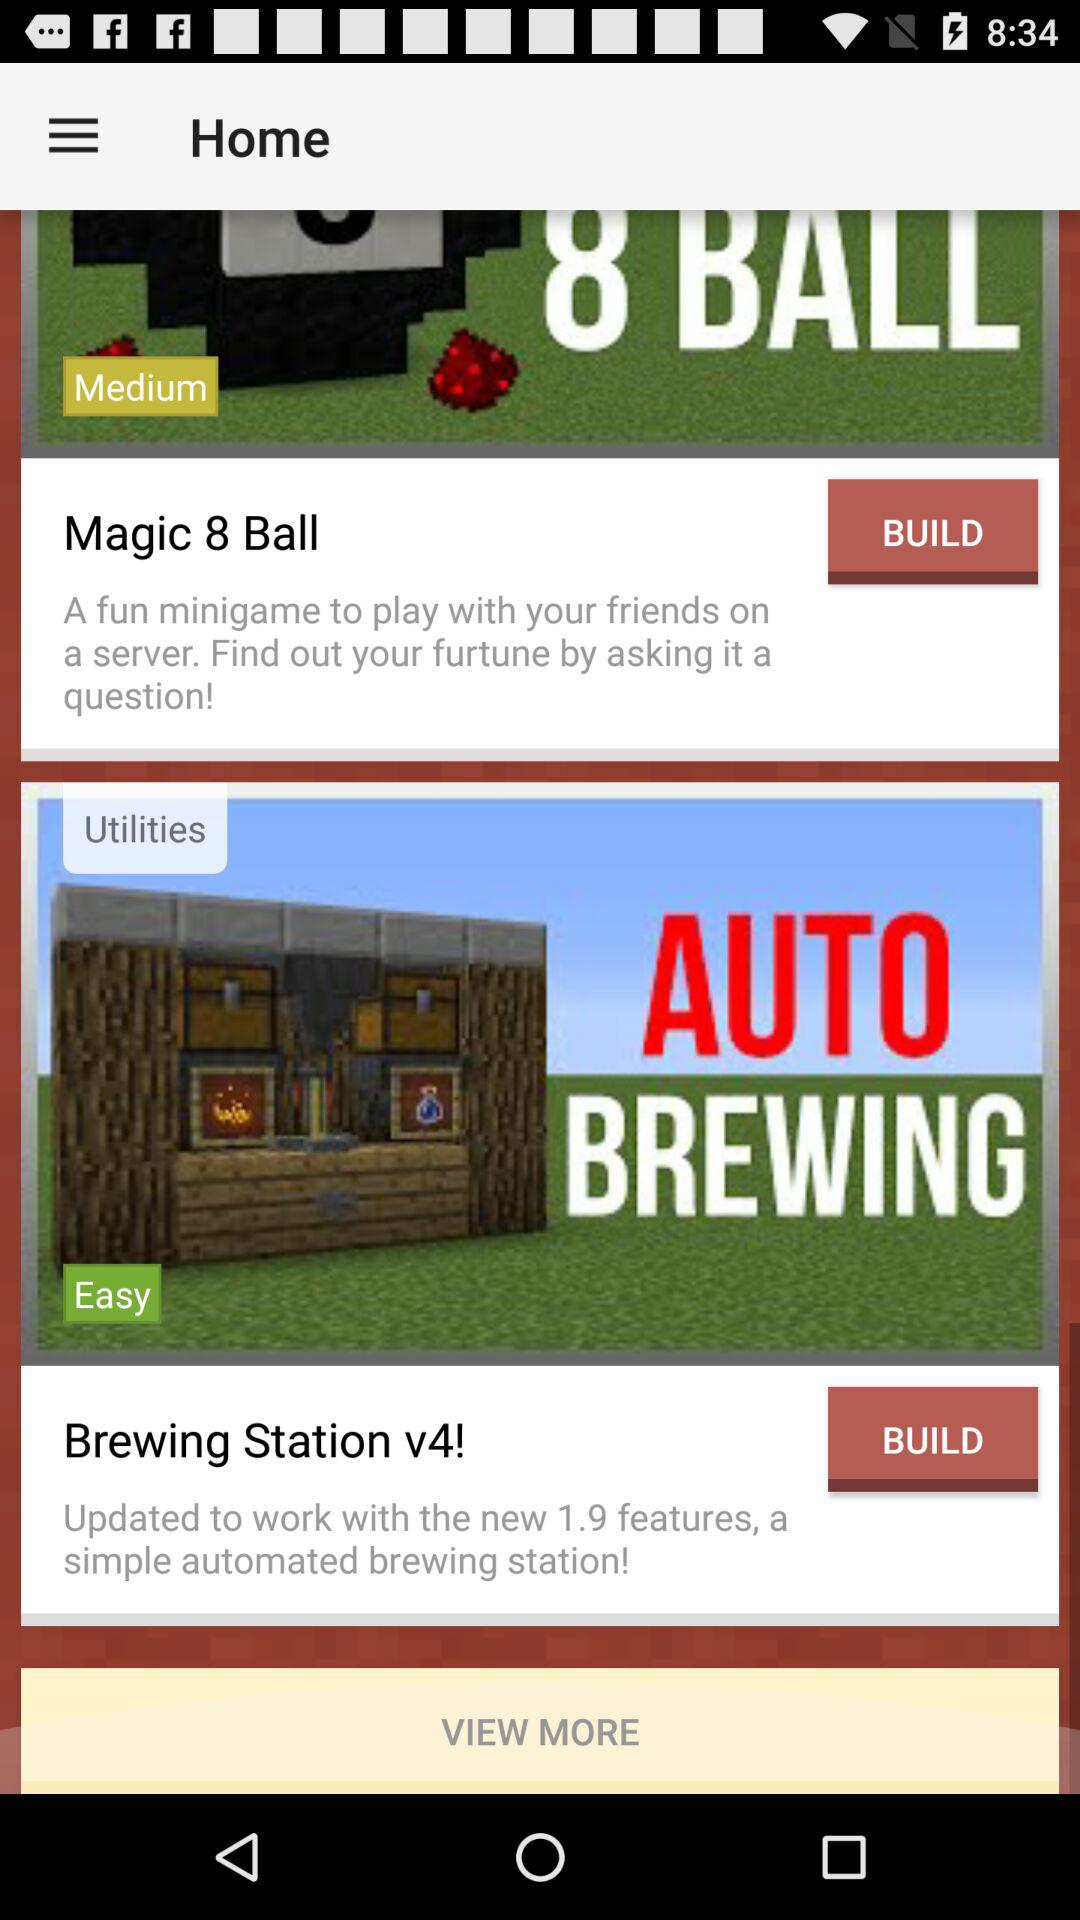 8:34
Home
8 BALL
Medium
Magic 8 Ball
BUILD
A fun minigame to play with your friends on
a server. Find out your furtune by asking it a
question!
Utilities
AUTO
BREWING
Easy
Brewing Station v4!
BUILD
Updated to work with the new 1.9 features, a
simple automated brewing station!
VIEW MORE